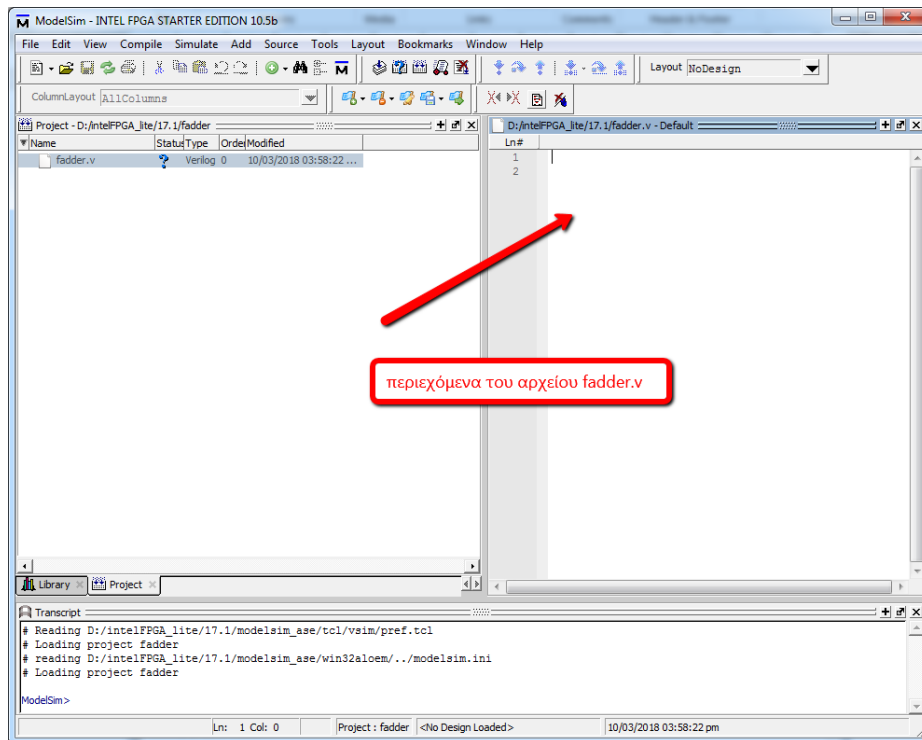 ModelSim - INTEL FPGA STARTER EDITION 10.5b
File Edit View Compile Simulate Add Source Tools Layout Bookmarks Window Help
Layout NoDesign
ColumnLayout AllColumns
Project - D:/intelFPGA_lite/17.1/fadder
Name Status Type Order Modified
fadder.v ? Verilog 0 10/03/2018 03:58:22 ...
D:/intelFPGA_lite/17.1/fadder.v - Default
Ln#
1
2
περιεχόμενα του αρχείου fadder.v
Library Project
Transcript
# Reading D:/intelFPGA_lite/17.1/modelsim_ase/tcl/vsim/pref.tcl
# Loading project fadder
# reading D:/intelFPGA_lite/17.1/modelsim_ase/win32aloem/../modelsim.ini
# Loading project fadder
ModelSim>
Ln: 1 Col: 0 Project : fadder <No Design Loaded> 10/03/2018 03:58:22 pm